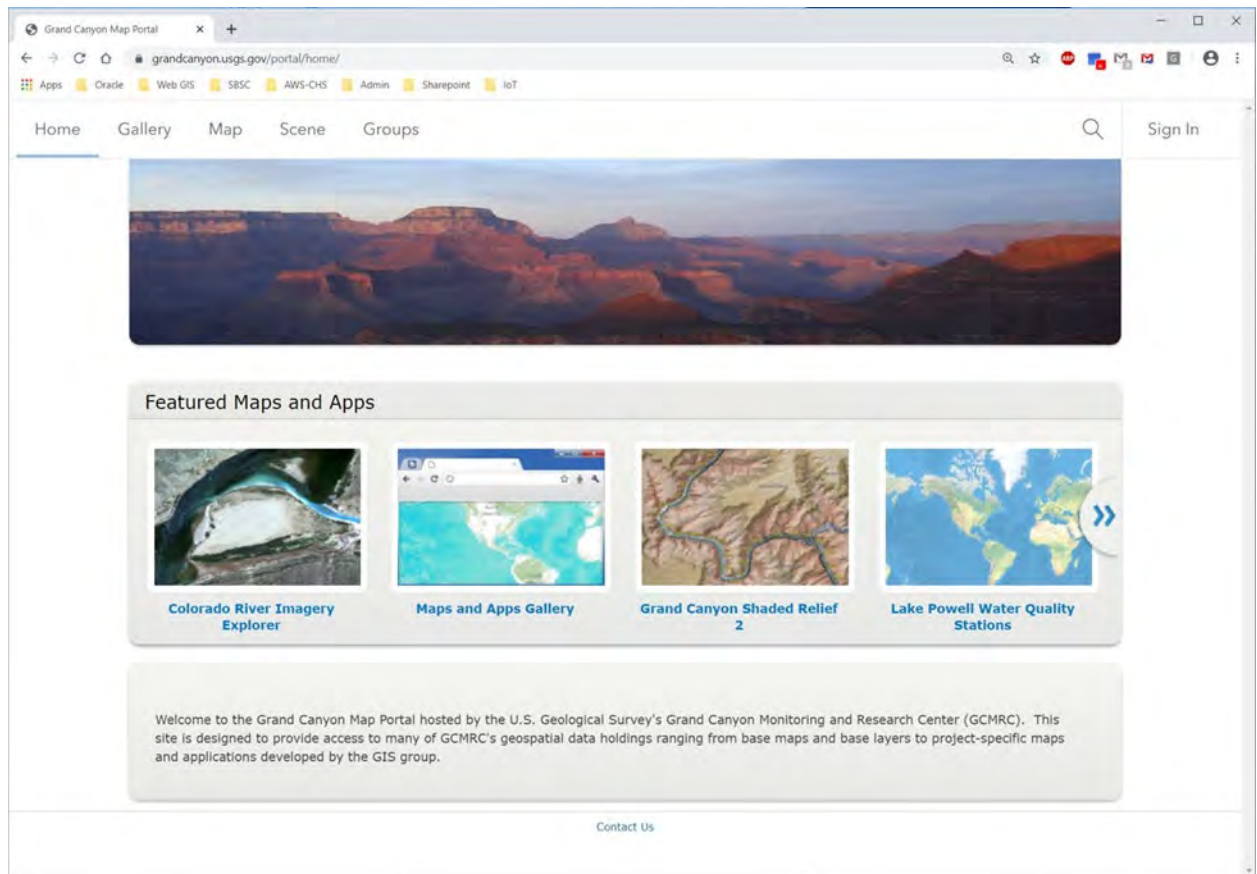 Grand Canyon Map Portal
grandcanyon.usgs.gov/portal/home/
ABP
G
Apps Oracle Web GIS SBSC AWS-CHS Admin Sharepoint IoT
Home Gallery Map Scene Groups Sign In
Featured Maps and Apps
Colorado River Imagery
Explorer
Maps and Apps Gallery
Grand Canyon Shaded Relief
2
Lake Powell Water Quality
Stations
Welcome to the Grand Canyon Map Portal hosted by the U.S. Geological Survey's Grand Canyon Monitoring and Research Center (GCMRC). This
site is designed to provide access to many of GCMRC's geospatial data holdings ranging from base maps and base layers to project-specific maps
and applications developed by the GIS group.
Contact Us